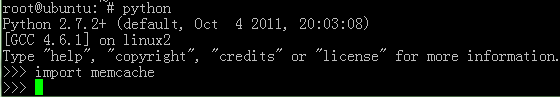 root@ubuntu:~# python
Python 2.7.2+ (default, Oct  4 2011, 20:03:08)
[GCC 4.6.1] on linux2
Type "help", "copyright", "credits" or "license" for more information.
>>> import memcache
>>>